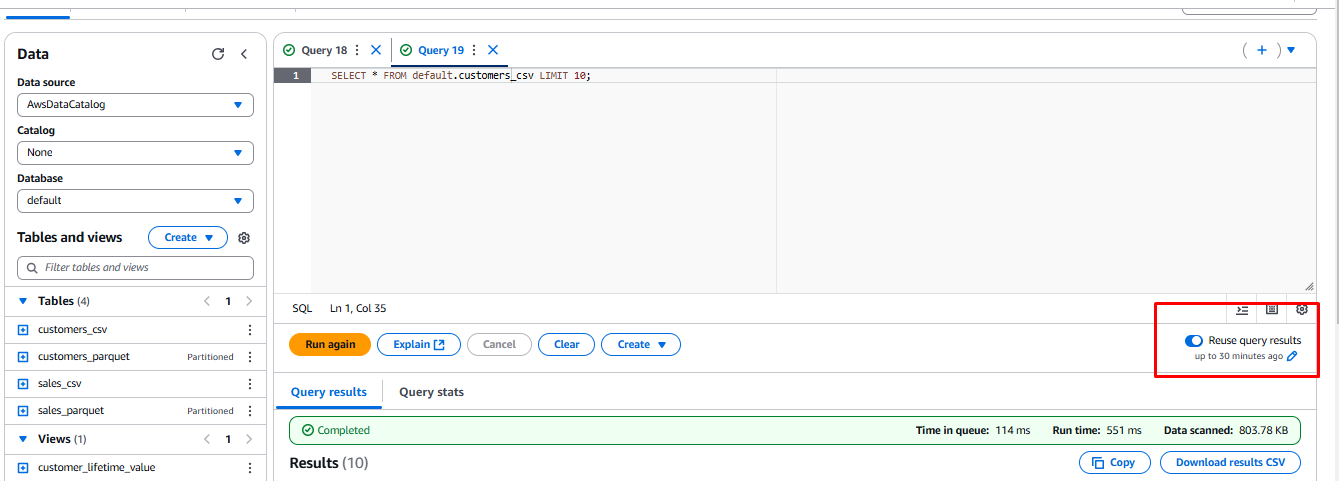 Data
Data source
AwsDataCatalog
Catalog
None
Database
default
Tables and views
Create
Filter tables and views
Tables (4)
1
customers_csv
customers_parquet Partitioned
sales_csv
sales_parquet Partitioned
Views (1)
1
customer_lifetime_value
Query 18
Query 19
1 SELECT * FROM default.customers_csv LIMIT 10;
SQL Ln 1, Col 35
Run again Explain Cancel Clear Create
Reuse query results
up to 30 minutes ago
Query results Query stats
Completed Time in queue: 114 ms Run time: 551 ms Data scanned: 803.78 KB
Results (10) Copy Download results CSV